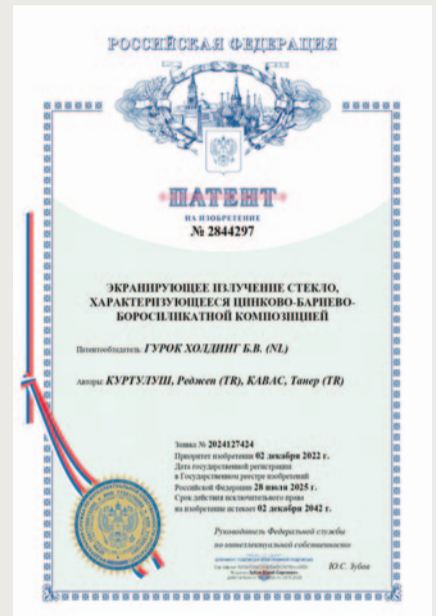 РОССИЙСКАЯ ФЕДЕРАЦИЯ
ПАТЕНТ
НА ИЗОБРЕТЕНИЕ
№ 2844297
ЭКРАНИРУЮЩЕЕ ИЗЛУЧЕНИЕ СТЕКЛО,
ХАРАКТЕРИЗУЮЩЕЕСЯ ЦИНКОВО-БАРИЕВО-
БОРОСИЛИКАТНОЙ КОМПОЗИЦИЕЙ
Патентообладатель: ГУРОК ХОЛДИНГ Б.В. (NL)
Авторы: КУРТУЛУШ, Реджеп (TR), КАВАС, Танер (TR)
Заявка № 2024127424
Приоритет изобретения 02 декабря 2022 г.
Дата государственной регистрации
в Государственном реестре изобретений
Российской Федерации 28 июля 2025 г.
Срок действия исключительного права
на изобретение истекает 02 декабря 2042 г.
Руководитель Федеральной службы
по интеллектуальной собственности
Ю.С. Зубов